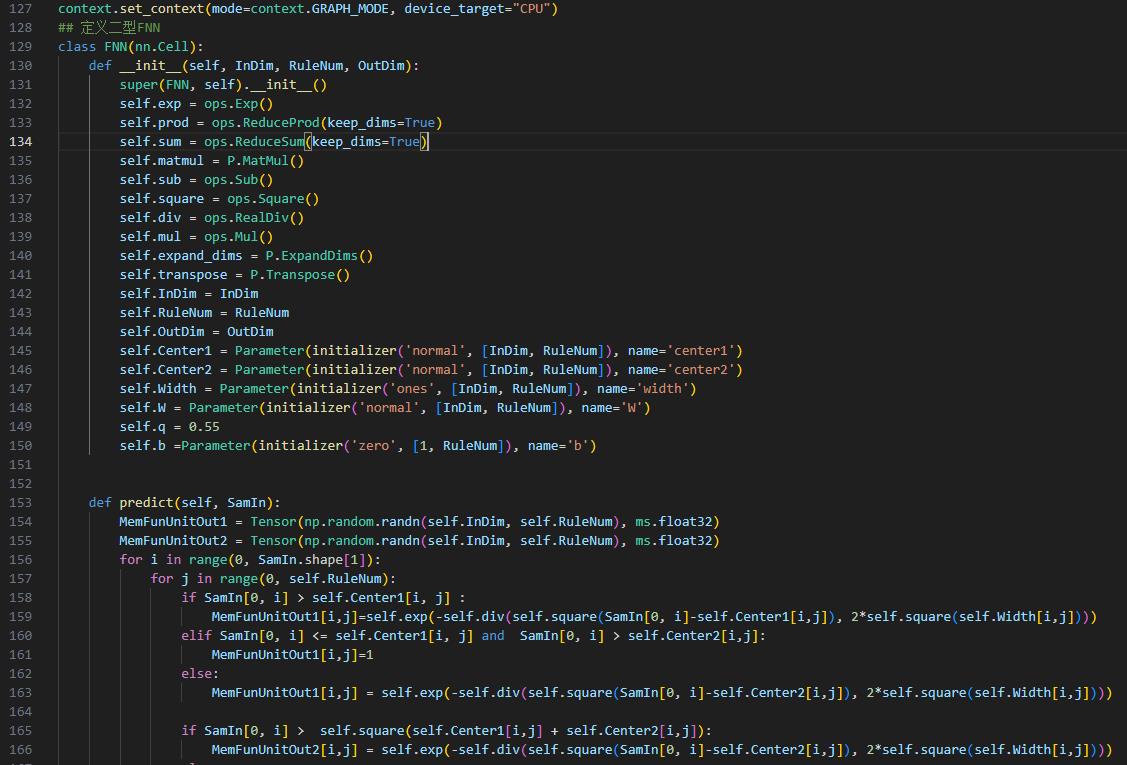 127 context.set_context(mode=context.GRAPH_MODE, device_target="CPU")
128 ## 定义二型FNN
129 class FNN(nn.Cell):
130 def __init__(self, InDim, RuleNum, OutDim):
131 super(FNN, self).__init__()
132 self.exp = ops.Exp()
133 self.prod = ops.ReduceProd(keep_dims=True)
134 self.sum = ops.ReduceSum(keep_dims=True)
135 self.matmul = P.MatMul()
136 self.sub = ops.Sub()
137 self.square = ops.Square()
138 self.div = ops.RealDiv()
139 self.mul = ops.Mul()
140 self.expand_dims = P.ExpandDims()
141 self.transpose = P.Transpose()
142 self.InDim = InDim
143 self.RuleNum = RuleNum
144 self.OutDim = OutDim
145 self.Center1 = Parameter(initializer('normal', [InDim, RuleNum]), name='center1')
146 self.Center2 = Parameter(initializer('normal', [InDim, RuleNum]), name='center2')
147 self.Width = Parameter(initializer('ones', [InDim, RuleNum]), name='width')
148 self.W = Parameter(initializer('normal', [InDim, RuleNum]), name='W')
149 self.q = 0.55
150 self.b =Parameter(initializer('zero', [1, RuleNum]), name='b')
151
152
153 def predict(self, SamIn):
154 MemFunUnitOut1 = Tensor(np.random.randn(self.InDim, self.RuleNum), ms.float32)
155 MemFunUnitOut2 = Tensor(np.random.randn(self.InDim, self.RuleNum), ms.float32)
156 for i in range(0, SamIn.shape[1]):
157 for j in range(0, self.RuleNum):
158 if SamIn[0, i] > self.Center1[i, j] :
159 MemFunUnitOut1[i,j]=self.exp(-self.div(self.square(SamIn[0, i]-self.Center1[i,j]), 2*self.square(self.Width[i,j])))
160 elif SamIn[0, i] <= self.Center1[i, j] and  SamIn[0, i] > self.Center2[i,j]:
161 MemFunUnitOut1[i,j]=1
162 else:
163 MemFunUnitOut1[i,j] = self.exp(-self.div(self.square(SamIn[0, i]-self.Center2[i,j]), 2*self.square(self.Width[i,j])))
164
165 if SamIn[0, i] >  self.square(self.Center1[i,j] + self.Center2[i,j]):
166 MemFunUnitOut2[i,j] = self.exp(-self.div(self.square(SamIn[0, i]-self.Center2[i,j]), 2*self.square(self.Width[i,j])))